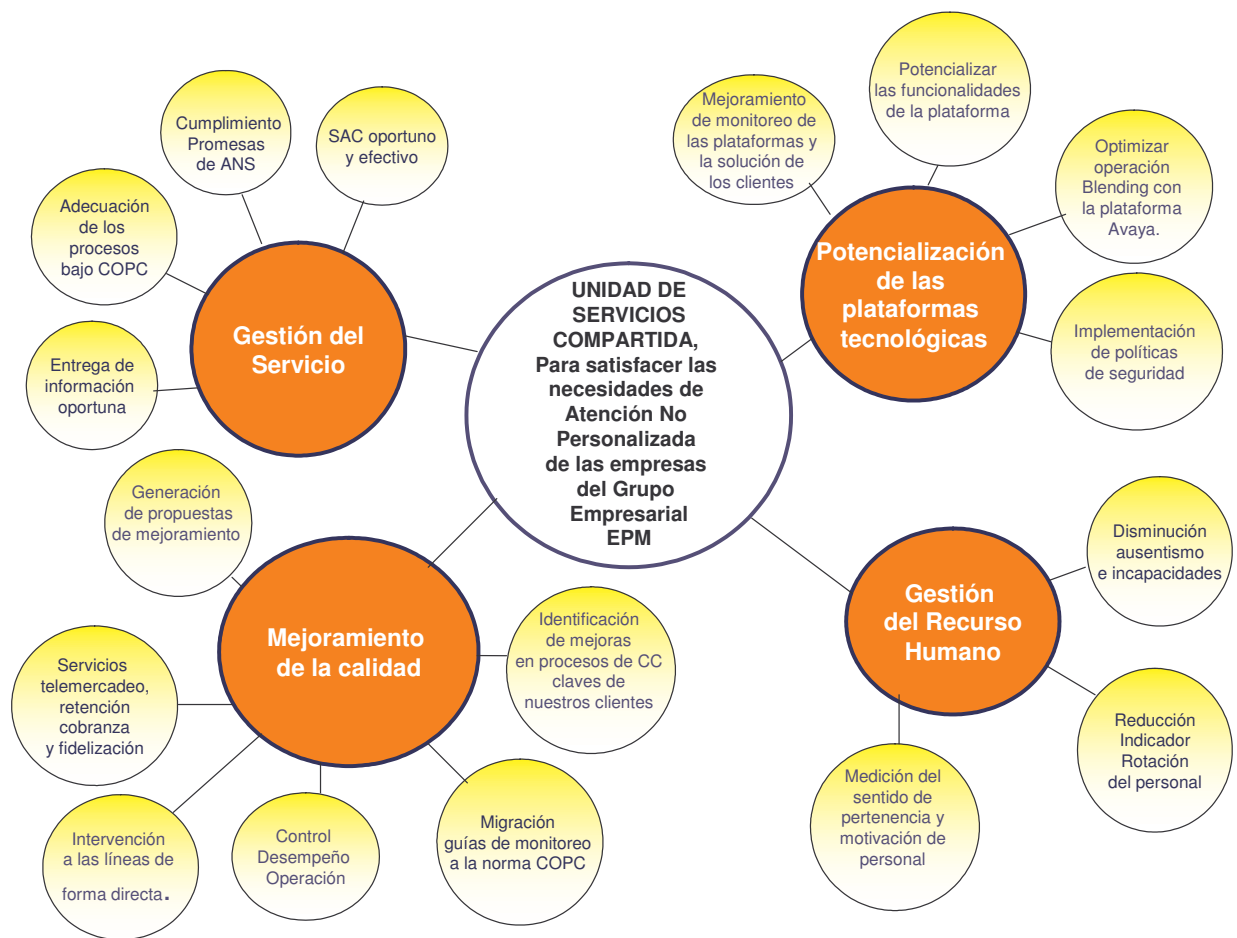 Potencializar
las funcionalidades
de la plataforma
Mejoramiento
de monitoreo de
las plataformas y
la solución de
los clientes
Cumplimiento
Promesas
de ANS
SAC oportuno
y efectivo
Optimizar
operación
Blending con
la plataforma
Avaya.
Adecuación
de los
procesos
bajo COPC
Potencialización
de las
plataformas
tecnológicas
UNIDAD DE
SERVICIOS
COMPARTIDA,
Para satisfacer las
necesidades de
Atención No
Personalizada
de las empresas
del Grupo
Empresarial
EPM
Gestión del
Servicio
Implementación
de políticas
de seguridad
Entrega de
información
oportuna
Generación
de propuestas
de mejoramiento
Disminución
ausentismo
e incapacidades
Gestión
del Recurso
Humano
Mejoramiento
de la calidad
Identificación
de mejoras
en procesos de CC
claves de
nuestros clientes
Servicios
telemercadeo,
retención
cobranza
y fidelización
Reducción
Indicador
Rotación
del personal
Medición del
sentido de
pertenencia y
motivación de
personal
Migración
guías de monitoreo
a la norma COPC
Control
Desempeño
Operación
Intervención
a las líneas de
forma directa.